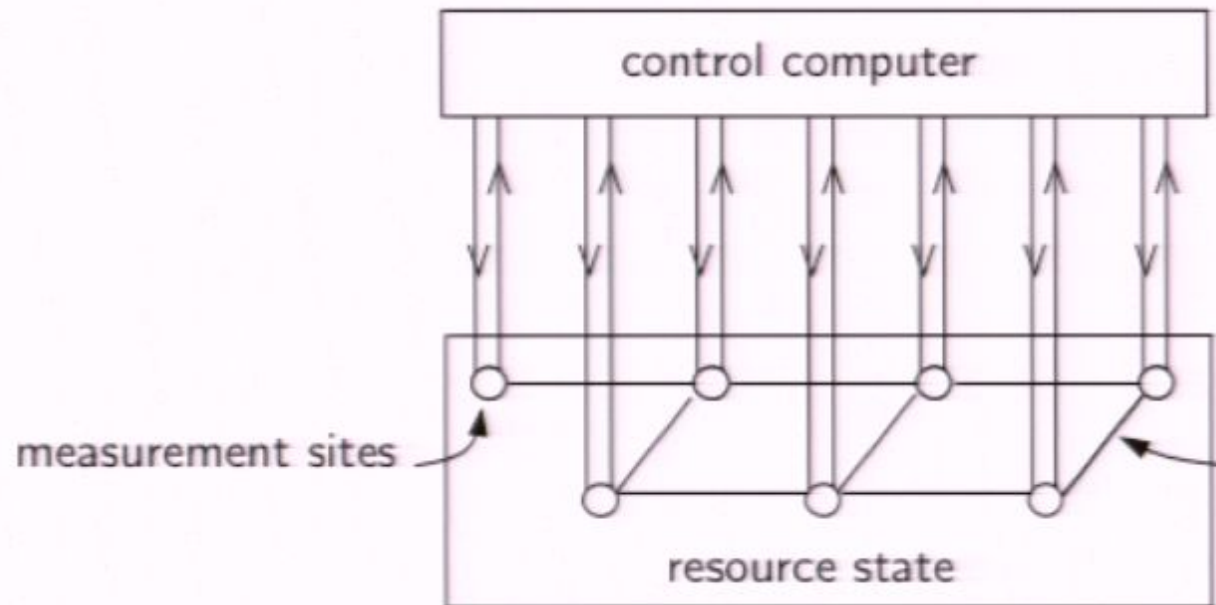 control computer
measurement sites
resource state